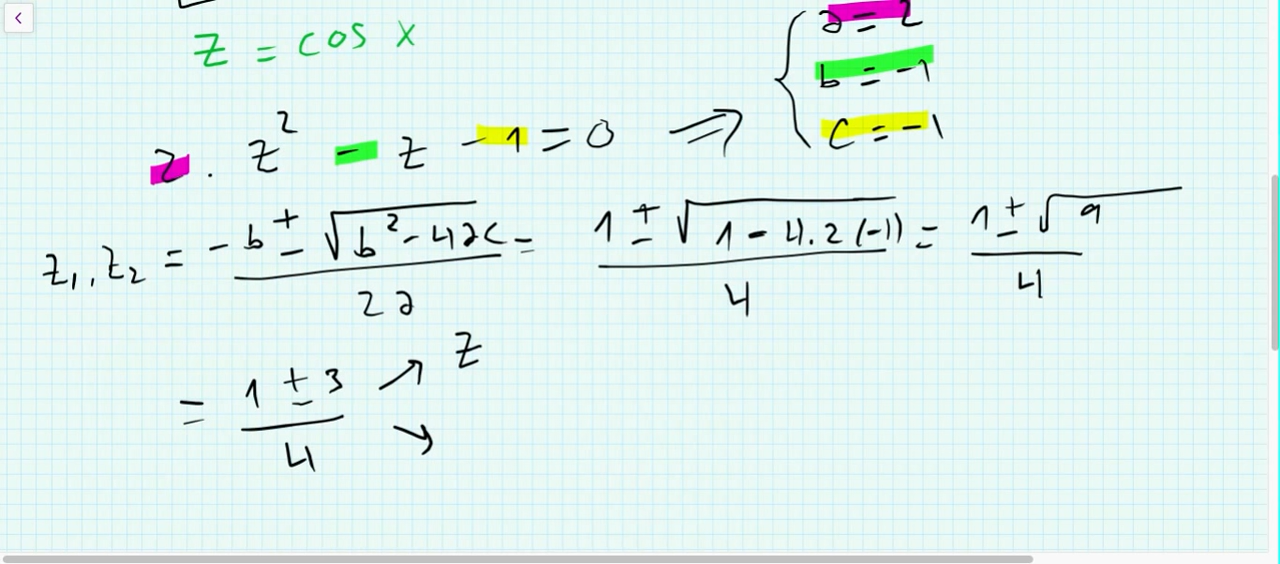 z = cos x
a = 2
b = -1
c = -1
2 . z² - z - 1 = 0 ⇒
z₁, z₂ = (-b ± √(b² - 4ac))/(2a) = (1 ± √(1 - 4.2(-1)))/4 = (1 ± √9)/4
= (1 ± 3)/4 ↗ z
↘